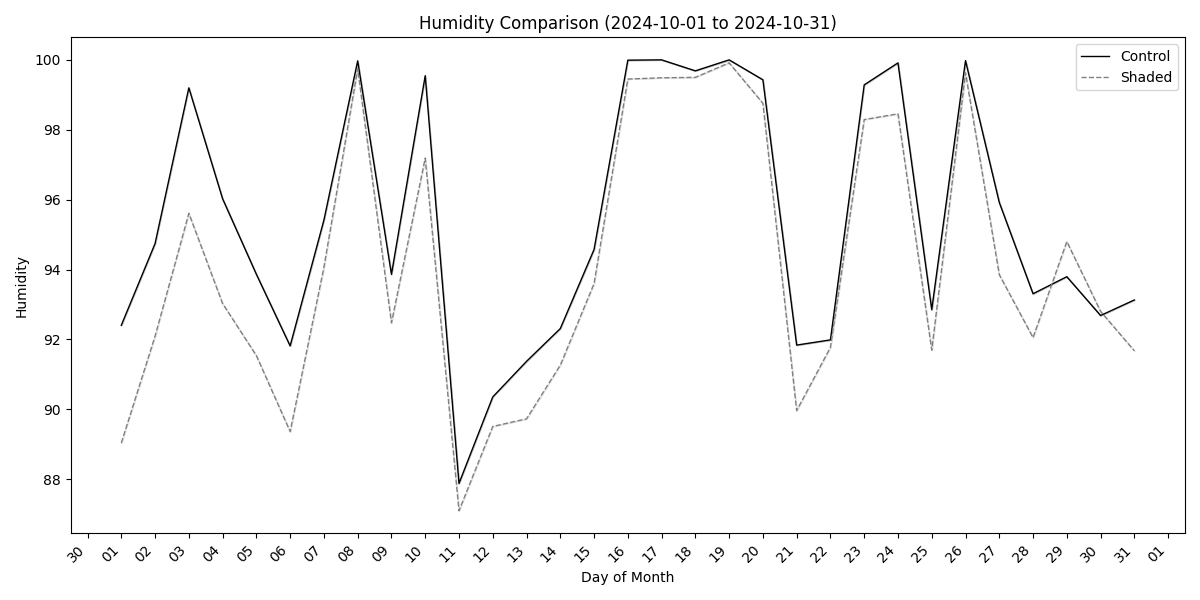 Humidity Comparison (2024-10-01 to 2024-10-31)
Control
Shaded
Humidity
100
98
96
94
92
90
88
30 01 02 03 04 05 06 07 08 09 10 11 12 13 14 15 16 17 18 19 20 21 22 23 24 25 26 27 28 29 30 31 01
Day of Month